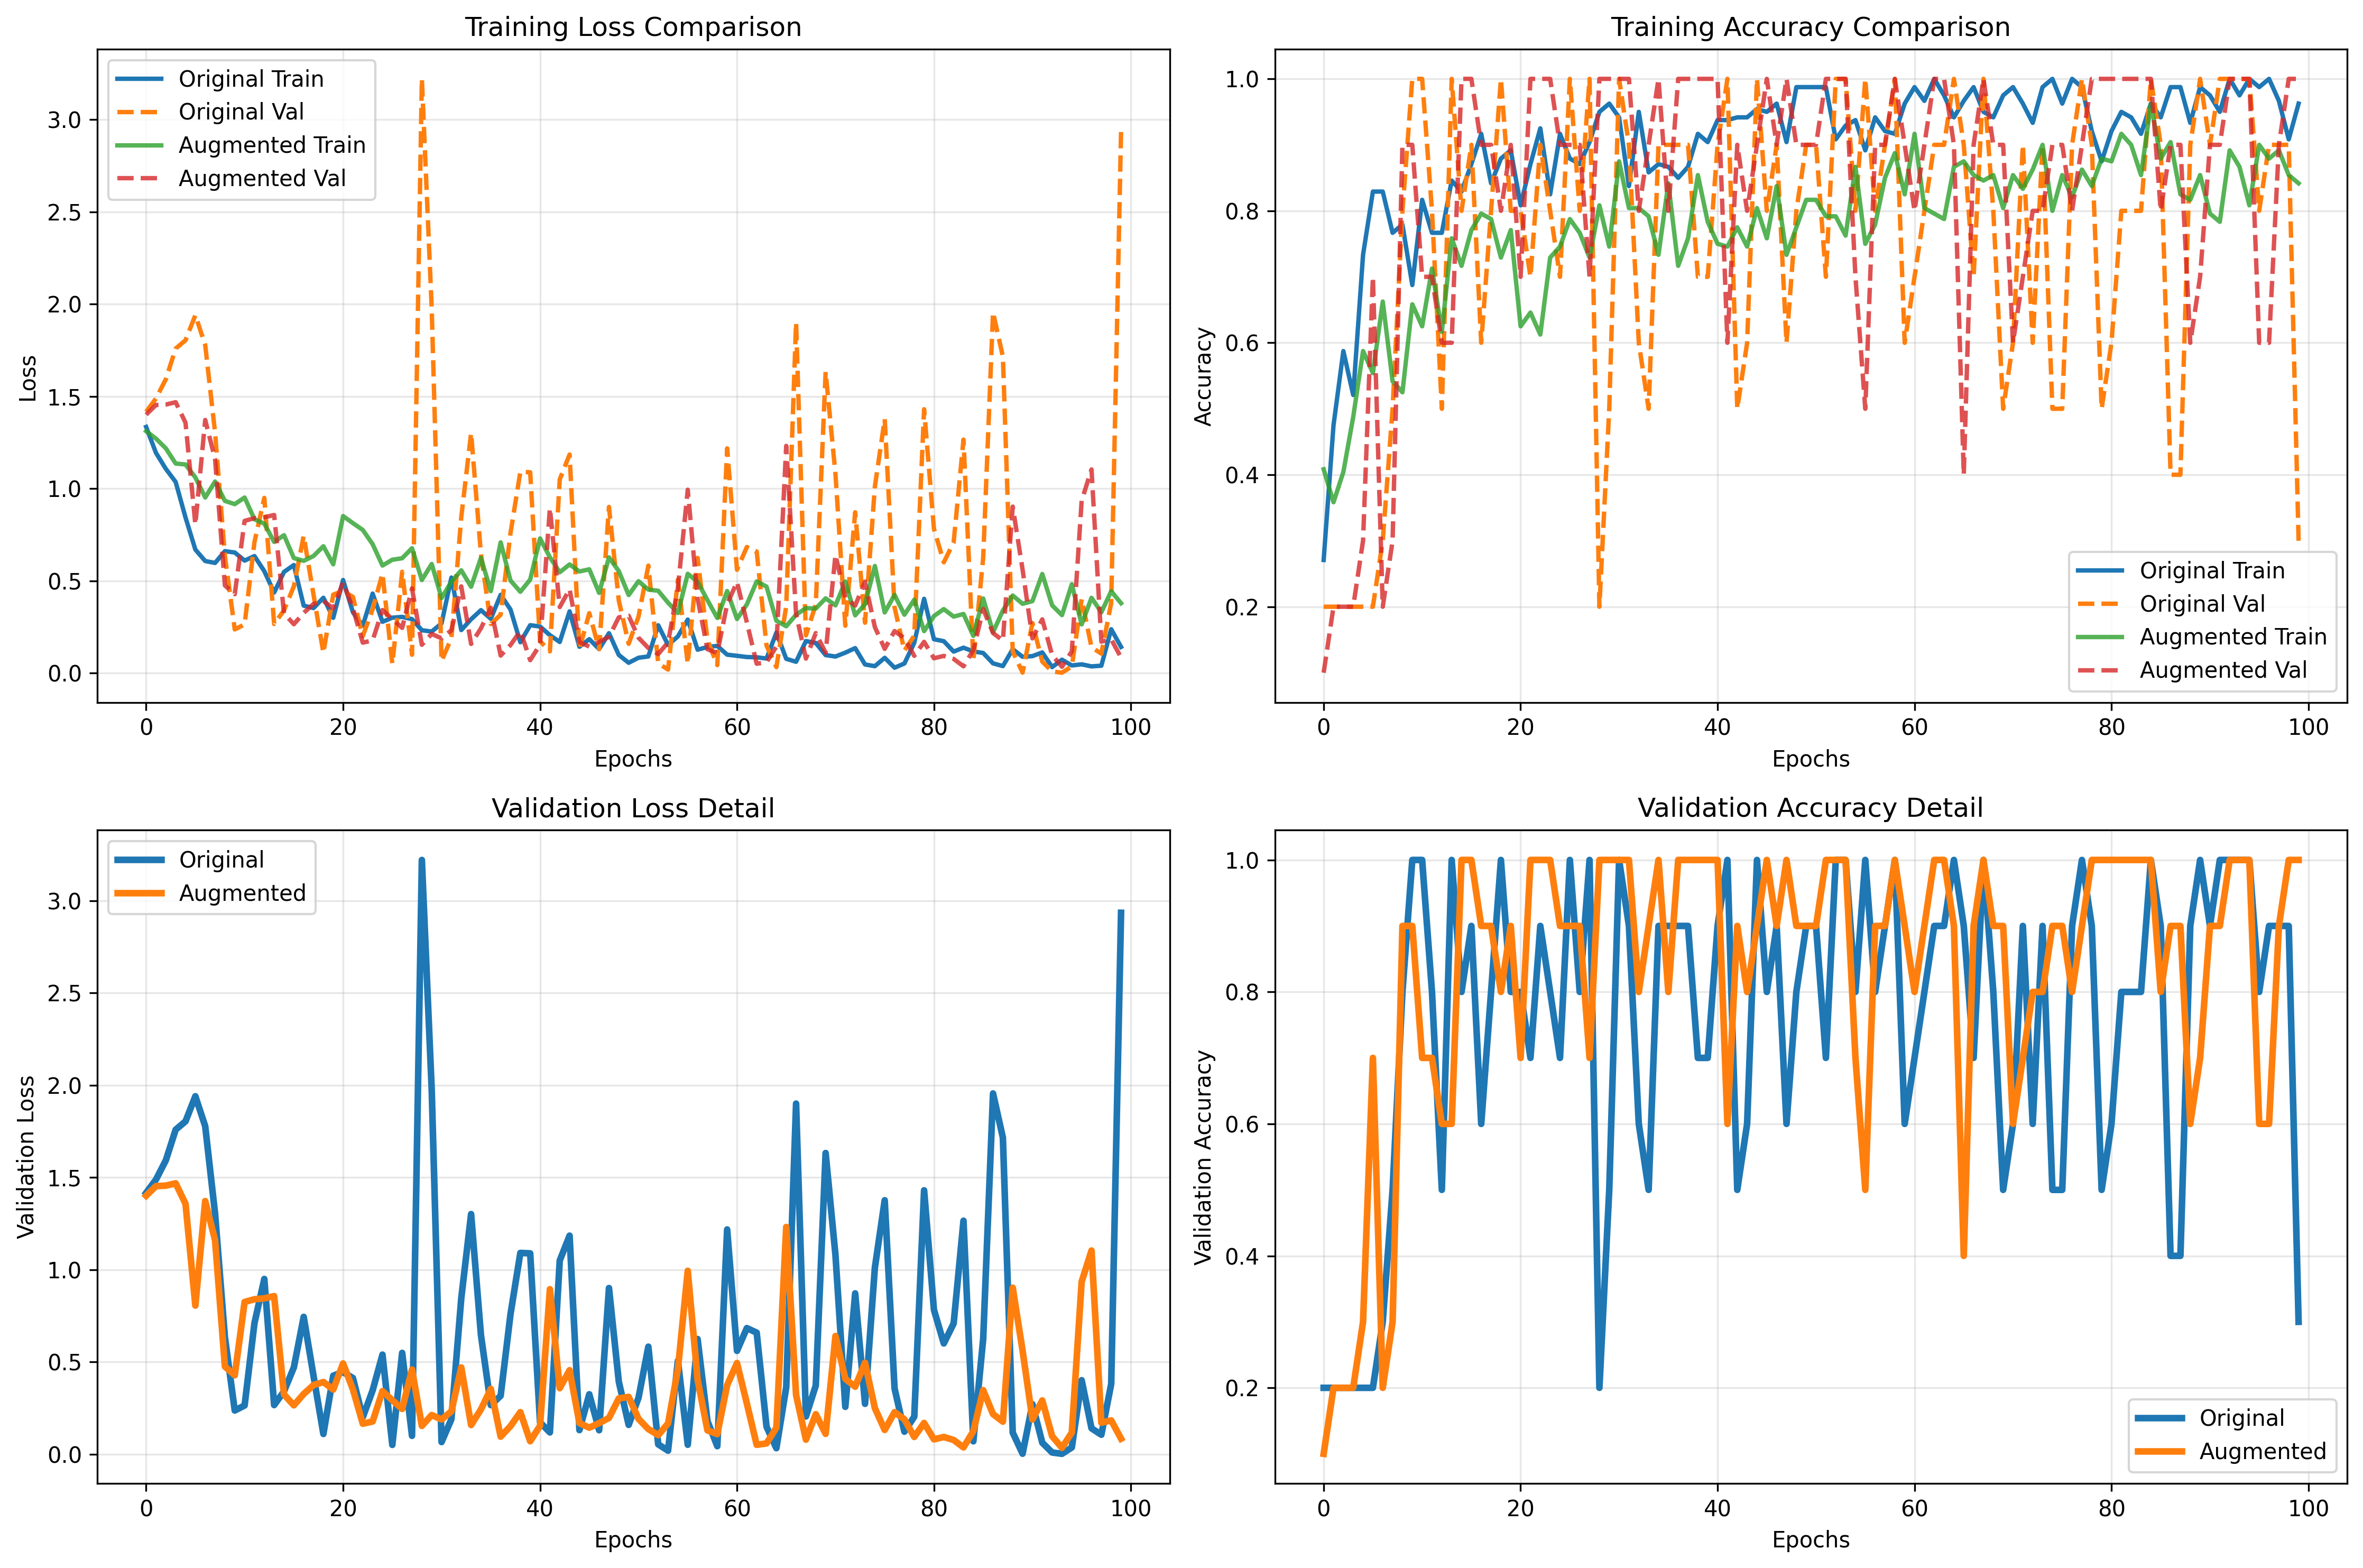 Training Loss Comparison
Original Train
Original Val
Augmented Train
Augmented Val
Loss
3.0
2.5
2.0
1.5
1.0
0.5
0.0
0 20 40 60 80 100
Epochs
Training Accuracy Comparison
Accuracy
1.0
0.8
0.6
0.4
0.2
Original Train
Original Val
Augmented Train
Augmented Val
0 20 40 60 80 100
Epochs
Validation Loss Detail
Original
Augmented
Validation Loss
3.0
2.5
2.0
1.5
1.0
0.5
0.0
0 20 40 60 80 100
Epochs
Validation Accuracy Detail
Validation Accuracy
1.0
0.8
0.6
0.4
0.2
Original
Augmented
0 20 40 60 80 100
Epochs